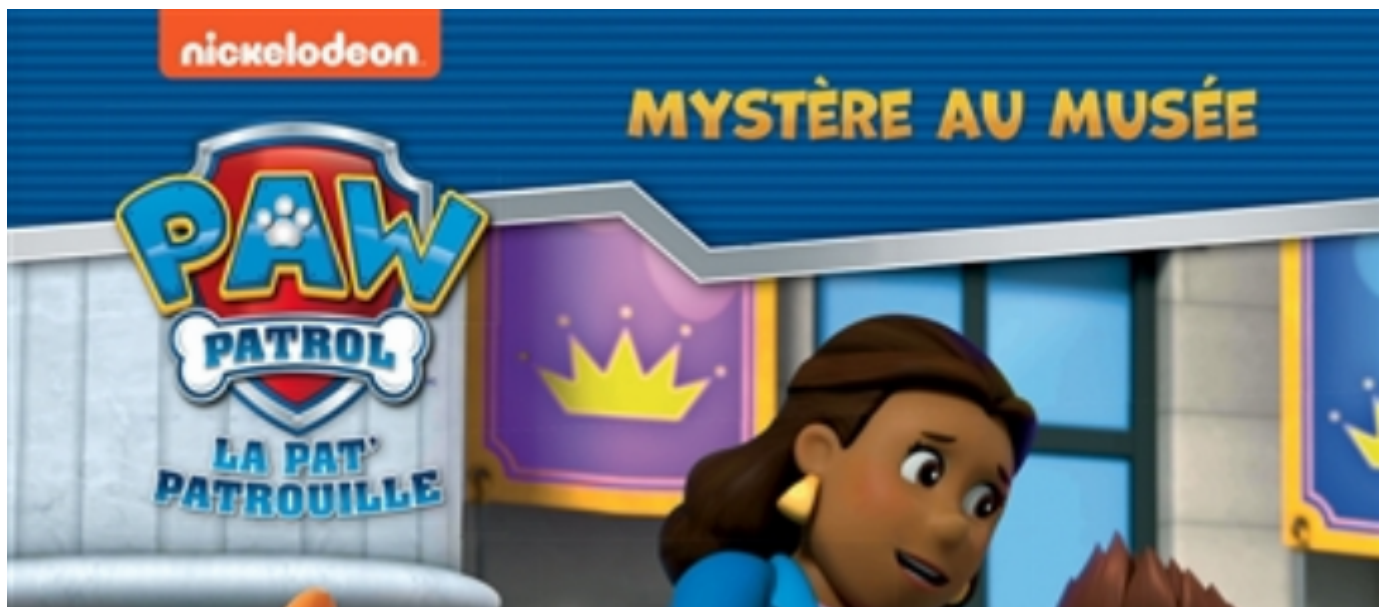 nickelodeon
MYSTÈRE AU MUSÉE
PAW
PATROL
LA PAT'
PATROUILLE